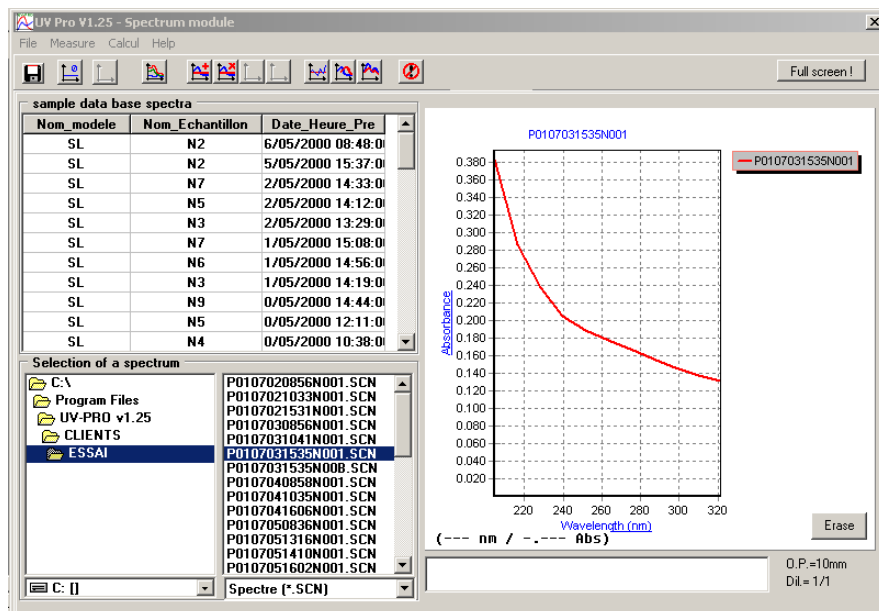 UV Pro V1.25 - Spectrum module
File Measure Calcul Help
Full screen !
sample data base spectra
Nom_modele Nom_Echantillon Date_Heure_Pre
SL N2 6/05/2000 08:48:0
SL N2 5/05/2000 15:37:0
SL N7 2/05/2000 14:33:0
SL N5 2/05/2000 14:12:0
SL N3 2/05/2000 13:29:0
SL N7 1/05/2000 15:08:0
SL N6 1/05/2000 14:56:0
SL N3 1/05/2000 14:19:0
SL N9 0/05/2000 14:44:0
SL N5 0/05/2000 12:11:0
SL N4 0/05/2000 10:38:0
Selection of a spectrum
C:\
Program Files
UV-PRO v1.25
CLIENTS
ESSAI
C: []
P0107020856N001.SCN
P0107021033N001.SCN
P0107021531N001.SCN
P0107030856N001.SCN
P0107031041N001.SCN
P0107031535N001.SCN
P0107031535N00B.SCN
P0107040858N001.SCN
P0107041035N001.SCN
P0107041606N001.SCN
P0107050836N001.SCN
P0107051316N001.SCN
P0107051410N001.SCN
P0107051602N001.SCN
Spectre (*.SCN)
P0107031535N001
P0107031535N001
Absorbance
0.380
0.360
0.340
0.320
0.300
0.280
0.260
0.240
0.220
0.200
0.180
0.160
0.140
0.120
0.100
0.080
0.060
0.040
0.020
220 240 260 280 300 320
Wavelength (nm)
(--- nm / -.--- Abs)
Erase
O.P.=10mm
Dil.= 1/1